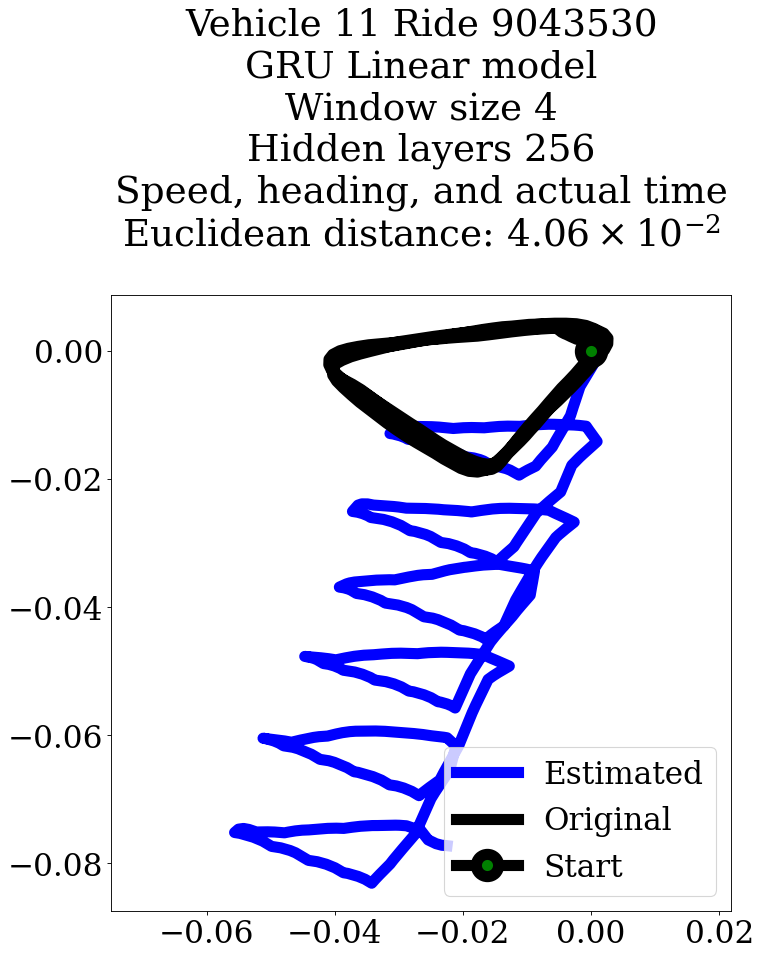 Vehicle 11 Ride 9043530
GRU Linear model
Window size 4
Hidden layers 256
Speed, heading, and actual time
Euclidean distance: 4.06 × 10⁻²
0.00
−0.02
−0.04
−0.06
−0.08
−0.06 −0.04 −0.02 0.00 0.02
Estimated
Original
Start